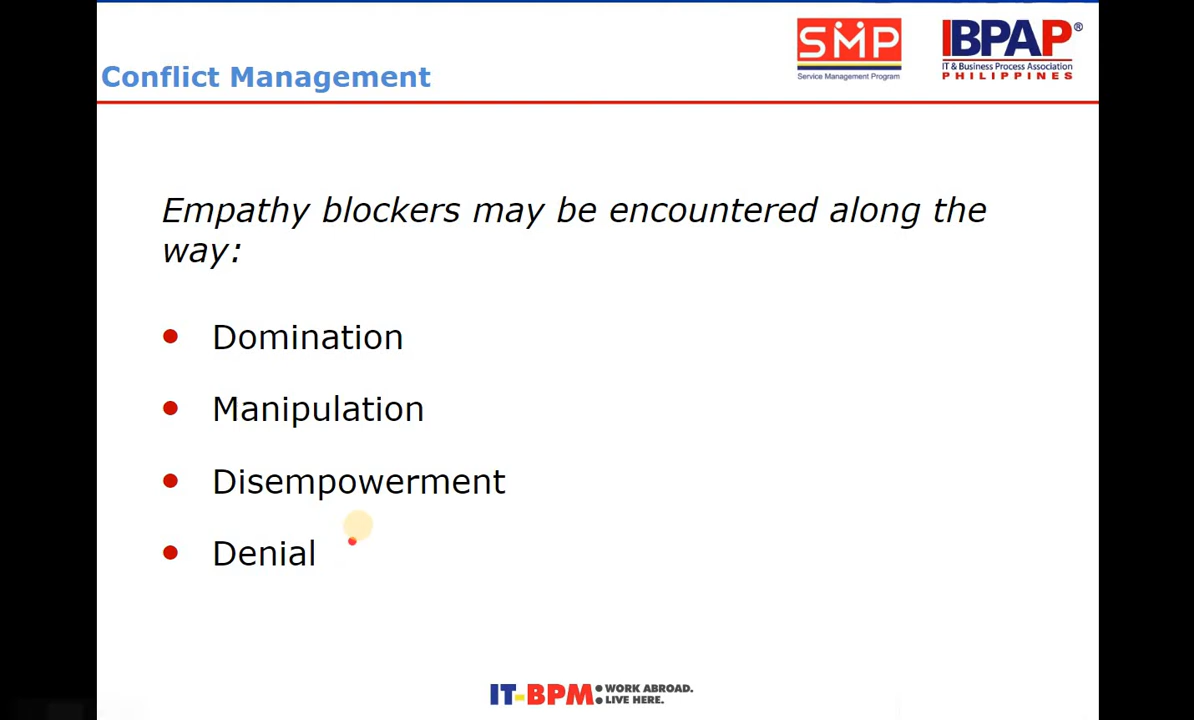 SMP
Service Management Program
IBPAP®
IT & Business Process Association
PHILIPPINES
Conflict Management
Empathy blockers may be encountered along the
way:
• Domination
• Manipulation
• Disempowerment
• Denial
IT-BPM: WORK ABROAD.
LIVE HERE.